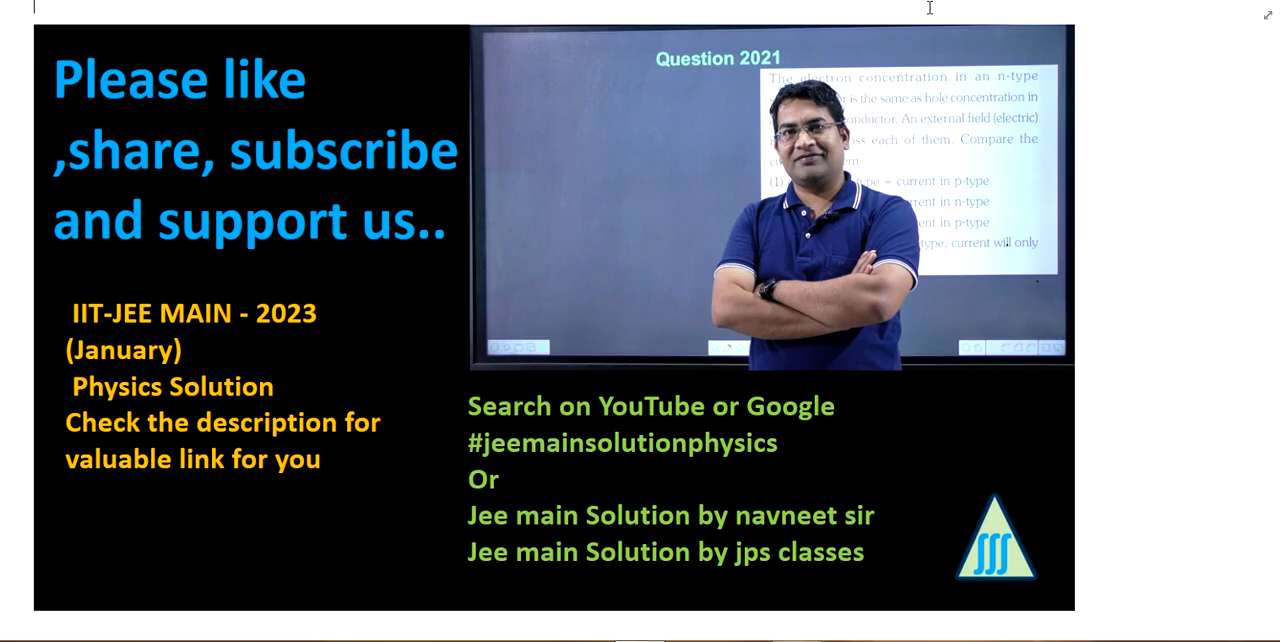 Please like
,share, subscribe
and support us..
IIT-JEE MAIN - 2023
(January)
Physics Solution
Check the description for
valuable link for you
Question 2021
The electron concentration in an n-type
is the same as hole concentration in
An external field (electric)
each of them. Compare the
(1) = current in p-type
in n-type
in p-type
current will only
Search on YouTube or Google
#jeemainsolutionphysics
Or
Jee main Solution by navneet sir
Jee main Solution by jps classes